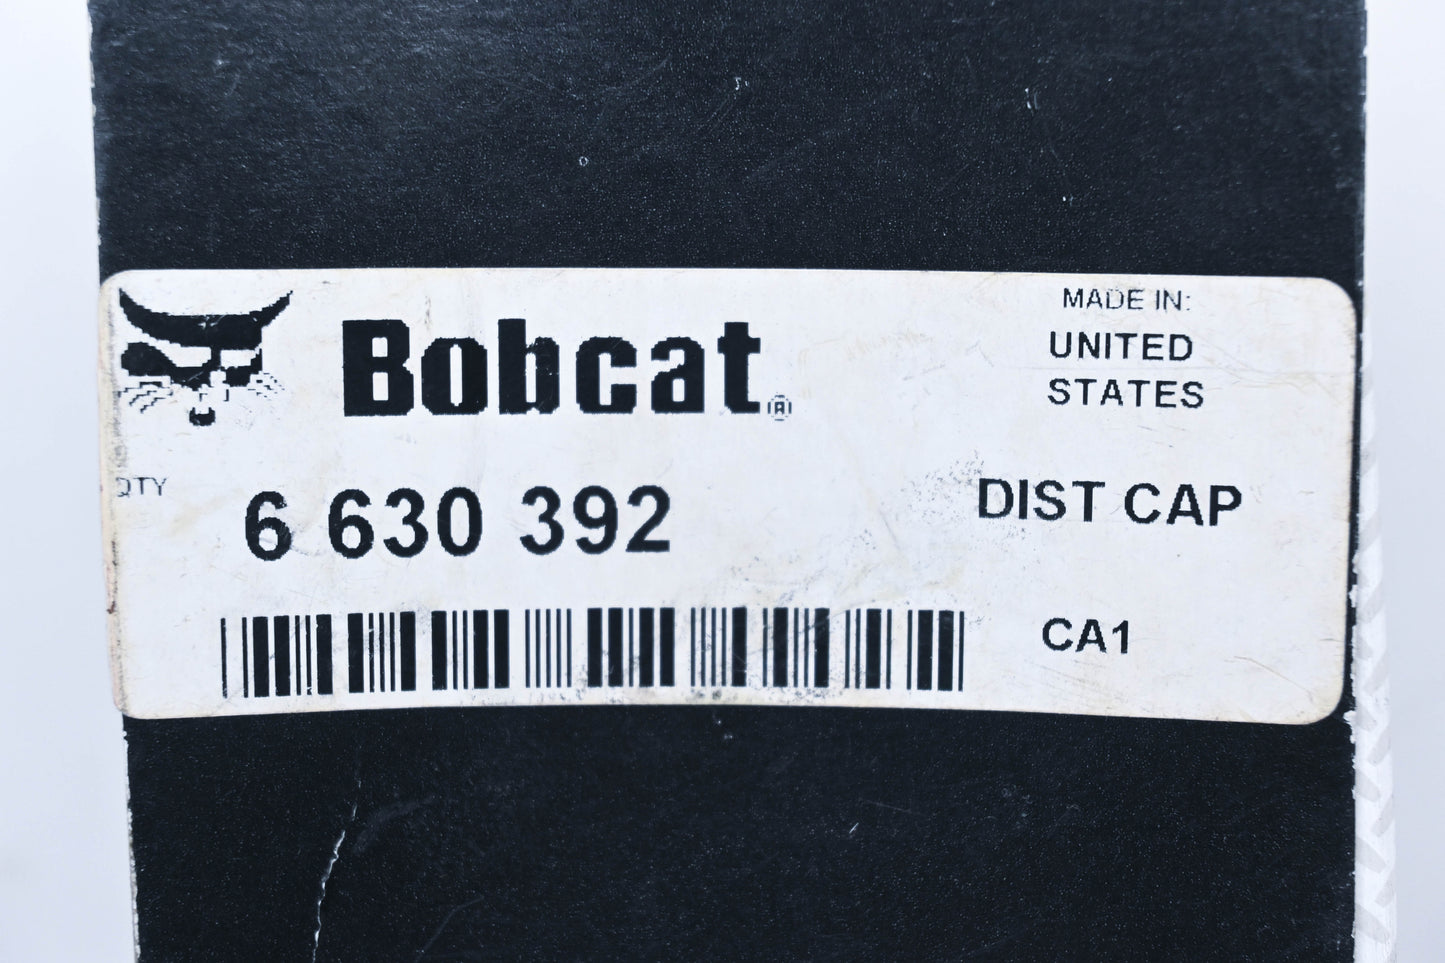 Bobcat®
MADE IN:
UNITED
STATES
QTY
6 630 392
DIST CAP
CA1